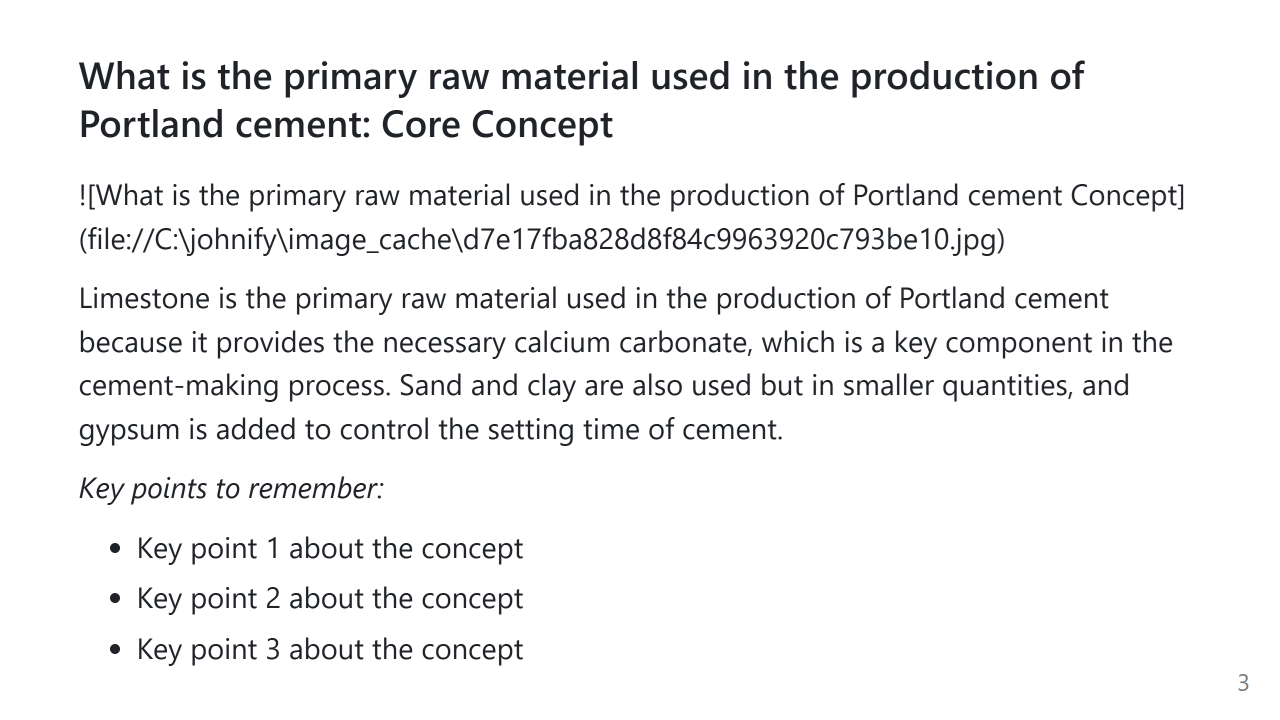 What is the primary raw material used in the production of
Portland cement: Core Concept
![What is the primary raw material used in the production of Portland cement Concept]
(file://C:\johnify\image_cache\d7e17fba828d8f84c9963920c793be10.jpg)
Limestone is the primary raw material used in the production of Portland cement
because it provides the necessary calcium carbonate, which is a key component in the
cement-making process. Sand and clay are also used but in smaller quantities, and
gypsum is added to control the setting time of cement.
Key points to remember:
• Key point 1 about the concept
• Key point 2 about the concept
• Key point 3 about the concept
3